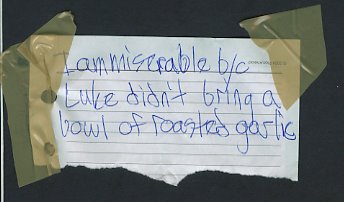 I am miserable b/c
Luke didn't bring a
bowl of roasted garlic